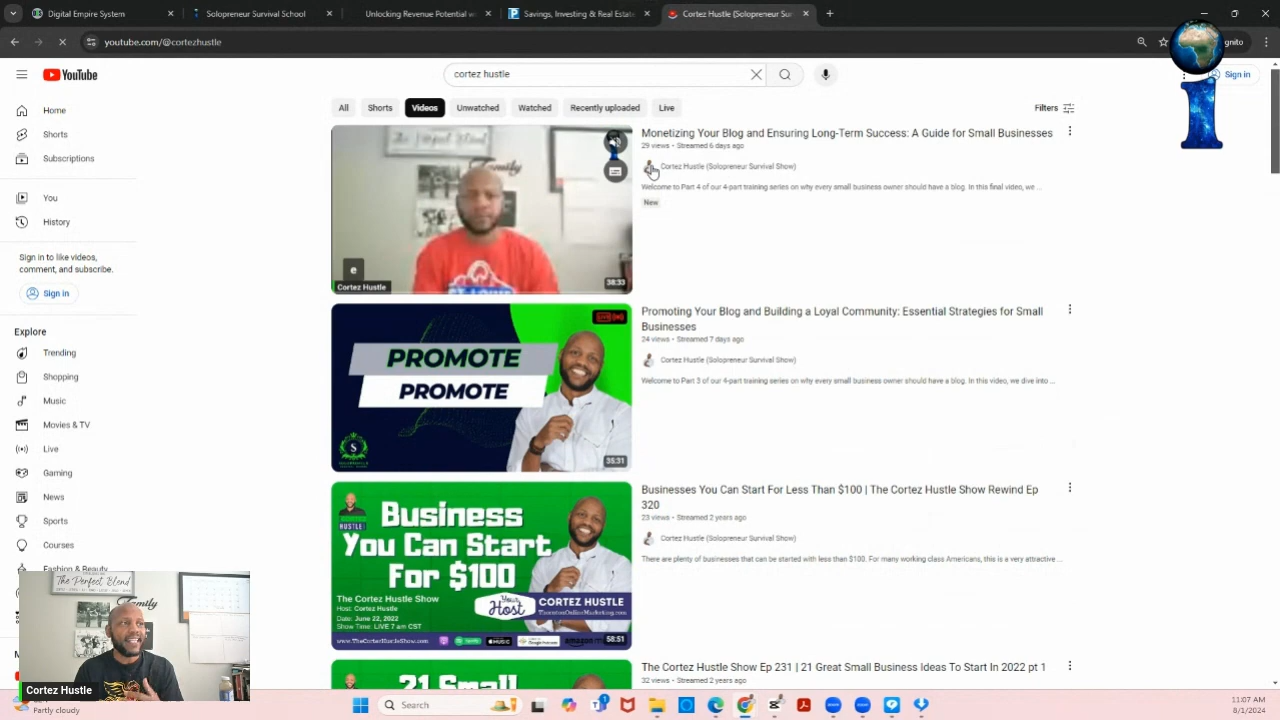 Digital System
Solopreneur Survival School
Unlocking Revenue Potential w
Savings, Investing & Real Estate
Cortez Hustle (Solopreneur Sur
youtube.com/@cortezhustle
gnito
YouTube
cortez hustle
Sign in
Home
Shorts
Subscriptions
You
History
Sign in to like videos,
comment, and subscribe.
Sign in
Explore
Trending
Shopping
Music
Movies & TV
Live
Gaming
News
Sports
Courses
All
Shorts
Videos
Unwatched
Watched
Recently uploaded
Live
Filters
Cortez Hustle
38:33
Monetizing Your Blog and Ensuring Long-Term Success: A Guide for Small Businesses
29 views • Streamed 6 days ago
Cortez Hustle (Solopreneur Survival Show)
Welcome to Part 4 of our 4-part training series on why every small business owner should have a blog. In this final video, we ...
New
LIVE
PROMOTE
PROMOTE
S
35:31
Promoting Your Blog and Building a Loyal Community: Essential Strategies for Small
Businesses
24 views • Streamed 7 days ago
Cortez Hustle (Solopreneur Survival Show)
Welcome to Part 3 of our 4-part training series on why every small business owner should have a blog. In this video, we dive into ...
HUSTLE
Business
You Can Start
For $100
The Cortez Hustle Show
Host: Cortez Hustle
Date: June 22, 2022
Show Time: LIVE 7 am CST
Your
Host
CORTEZ HUSTLE
ThorntonOnlineMarketing.com
www.TheCortezHustleShow.com
Spotify
MUSIC
Google Podcasts
amazon m
58:51
Businesses You Can Start For Less Than $100 | The Cortez Hustle Show Rewind Ep
320
23 views • Streamed 2 years ago
Cortez Hustle (Solopreneur Survival Show)
There are plenty of businesses that can be started with less than $100. For many working class Americans, this is a very attractive ...
21 Small
The Cortez Hustle Show Ep 231 | 21 Great Small Business Ideas To Start In 2022 pt 1
32 views • Streamed 2 years ago
The Perfect Blend
Family
Cortez Hustle
Partly cloudy
Search
11:07 AM
8/1/2024